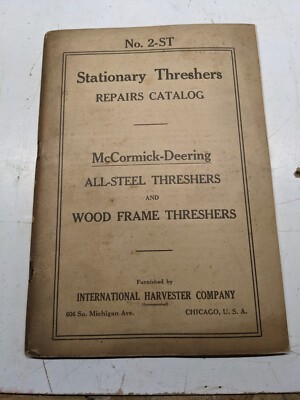 No. 2-ST
Stationary Threshers
REPAIRS CATALOG
McCormick-Deering
ALL-STEEL THRESHERS
AND
WOOD FRAME THRESHERS
Furnished by
INTERNATIONAL HARVESTER COMPANY
(Incorporated)
606 So. Michigan Ave. CHICAGO, U. S. A.